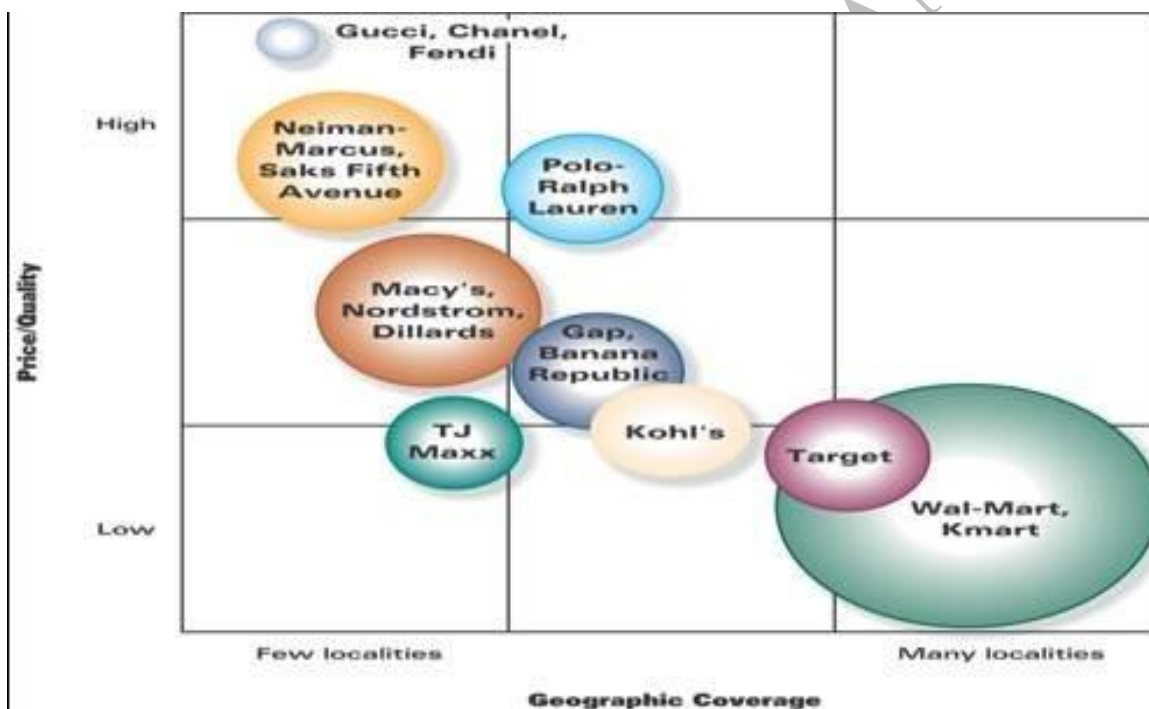 Gucci, Chanel,
Fendi
High
Neiman-
Marcus,
Saks Fifth
Avenue
Polo-
Ralph
Lauren
Price/Quality
Macy's,
Nordstrom,
Dillards
Gap,
Banana
Republic
TJ
Maxx
Kohl's
Target
Low
Wal-Mart,
Kmart
Few localities
Many localities
Geographic Coverage